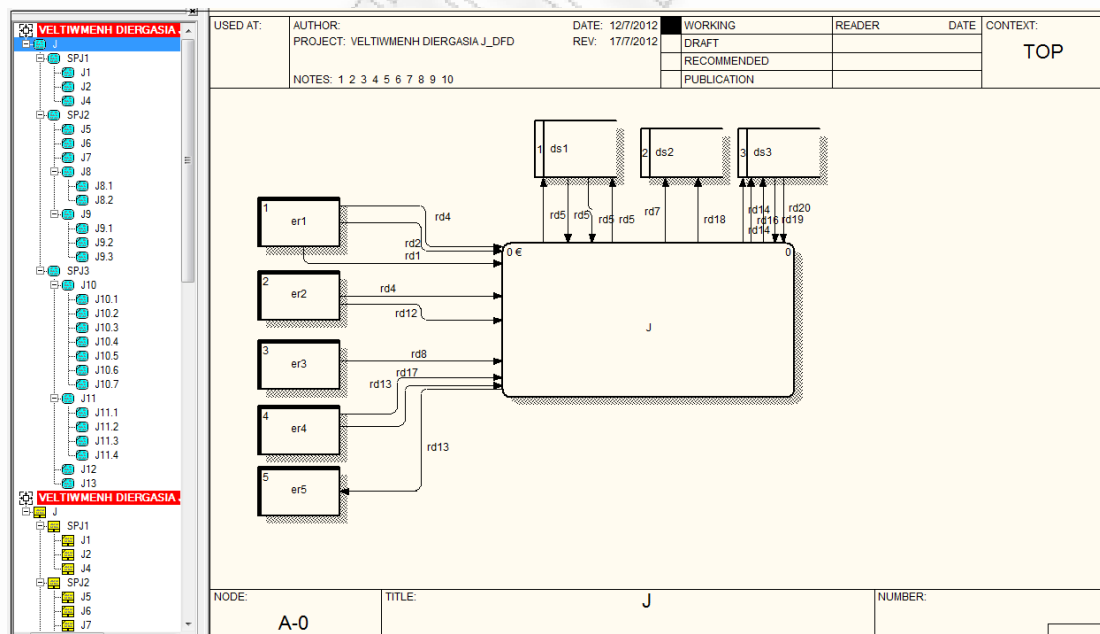 VELTIWMENH DIERGASIA J
J
SPJ1
J1
J2
J4
SPJ2
J5
J6
J7
J8
J8.1
J8.2
J9
J9.1
J9.2
J9.3
SPJ3
J10
J10.1
J10.2
J10.3
J10.4
J10.5
J10.6
J10.7
J11
J11.1
J11.2
J11.3
J11.4
J12
J13
VELTIWMENH DIERGASIA
J
SPJ1
J1
J2
J4
SPJ2
J5
J6
J7
USED AT:
AUTHOR:
DATE: 12/7/2012
PROJECT: VELTIWMENH DIERGASIA J_DFD
REV: 17/7/2012
NOTES: 1 2 3 4 5 6 7 8 9 10
WORKING
DRAFT
RECOMMENDED
PUBLICATION
READER DATE
CONTEXT:
TOP
1 ds1
2 ds2
3 ds3
rd5 rd5 rd5 rd5
rd7 rd18
rd14 rd20
rd16 rd19
rd14
1 er1
rd4
rd2
rd1
2 er2
rd4
rd12
3 er3
rd8
rd17
rd13
4 er4
rd13
5 er5
0 € 0
J
NODE:
A-0
TITLE:
J
NUMBER: